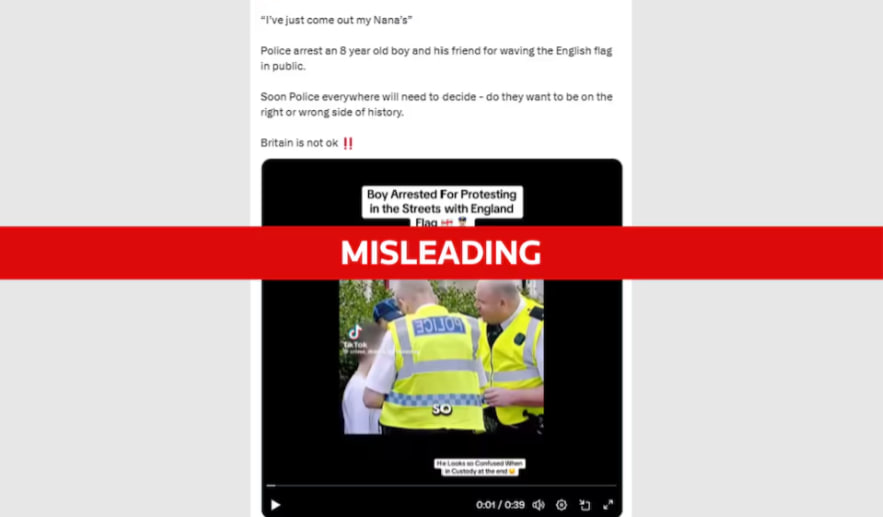 “I’ve just come out my Nana’s”
Police arrest an 8 year old boy and his friend for waving the English flag
in public.
Soon Police everywhere will need to decide – do they want to be on the
right or wrong side of history.
Britain is not ok ‼️
Boy Arrested For Protesting
in the Streets with England
Flag 
MISLEADING
POLICE
TikTok
so
He Looks so Confused When
in Custody at the end
0:01 / 0:39